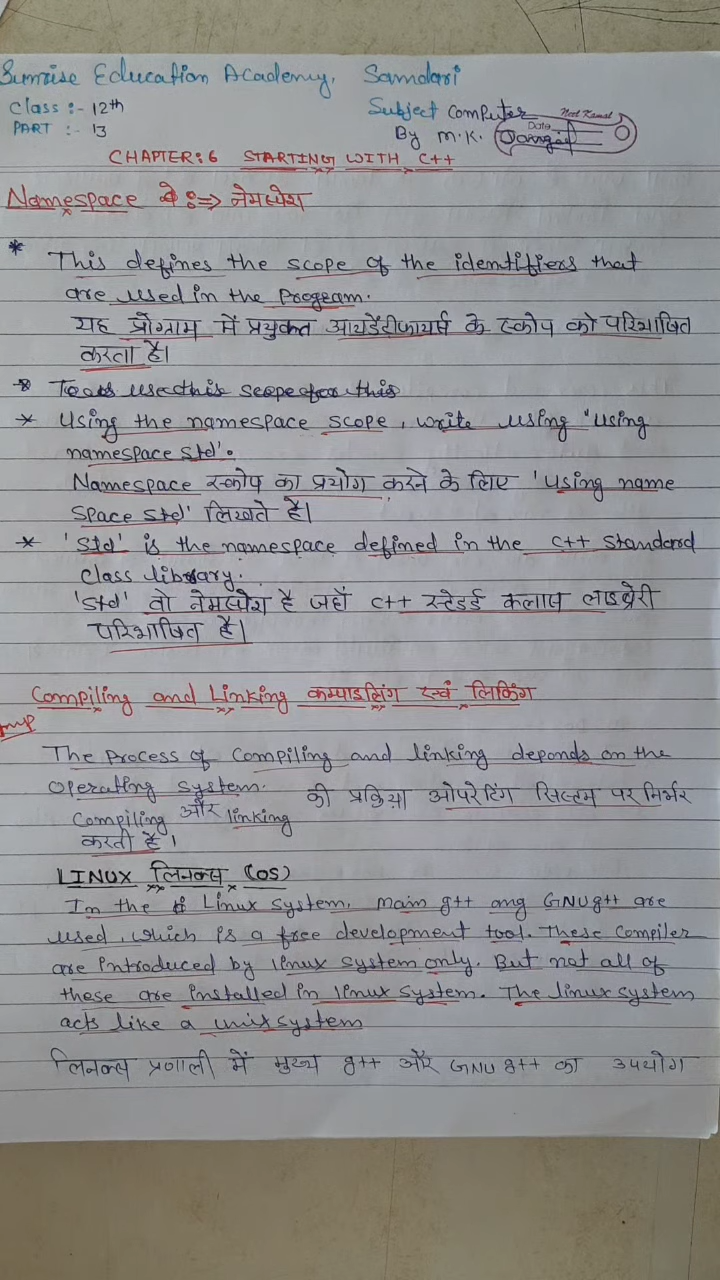 Sunrise Education Academy, Samdari
Class :- 12th
Subject Computer
Neel Kamal
PART :- 13
By M.K.
Date
CHAPTER: 6 STARTING WITH C++
Namespace :=> नेमस्पेश
* This defines the scope of the identifiers that
are used in the Program.
यह प्रोग्राम में प्रयुक्त आयडेंटीफायर्स के स्कोप को परिभाषित
करता है।
* Using the namespace scope, write using "using
namespace std'.
Namespace स्कोप का प्रयोग करने के लिए 'using name
space std' लिखते है।
* 'std' is the namespace defined in the C++ Standard
Class library.
'std' वो नेमस्पेश है जहाँ C++ स्टेडर्ड कलाप लाइब्रेरी
परिभाषित है।
Compiling and Linking कम्पाइलिंग एवं लिकिंग
Imp
The Process of Compiling and linking deponds on the
Operating system.
Compiling और linking की प्रक्रिया ओपरेटिंग सिस्टम पर निर्भर
करती है।
LINUX लिनक्स (OS)
In the Linux system, main g++ ang GNU g++ are
used, which is a free development tool. These Compiler
are introduced by linux system only. But not all of
these are installed in linux system. The linux system
acts like a unix system
लिनक्स प्रणाली में मुख्य g++ और GNU g++ का उपयोग